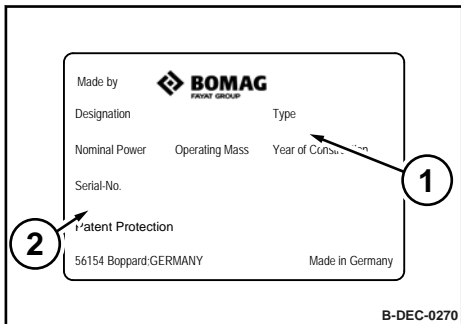 Made by BOMAG
FAYAT GROUP
Designation Type
Nominal Power Operating Mass Year of Construction
Serial-No.
Patent Protection
56154 Boppard;GERMANY Made in Germany
1
2
B-DEC-0270